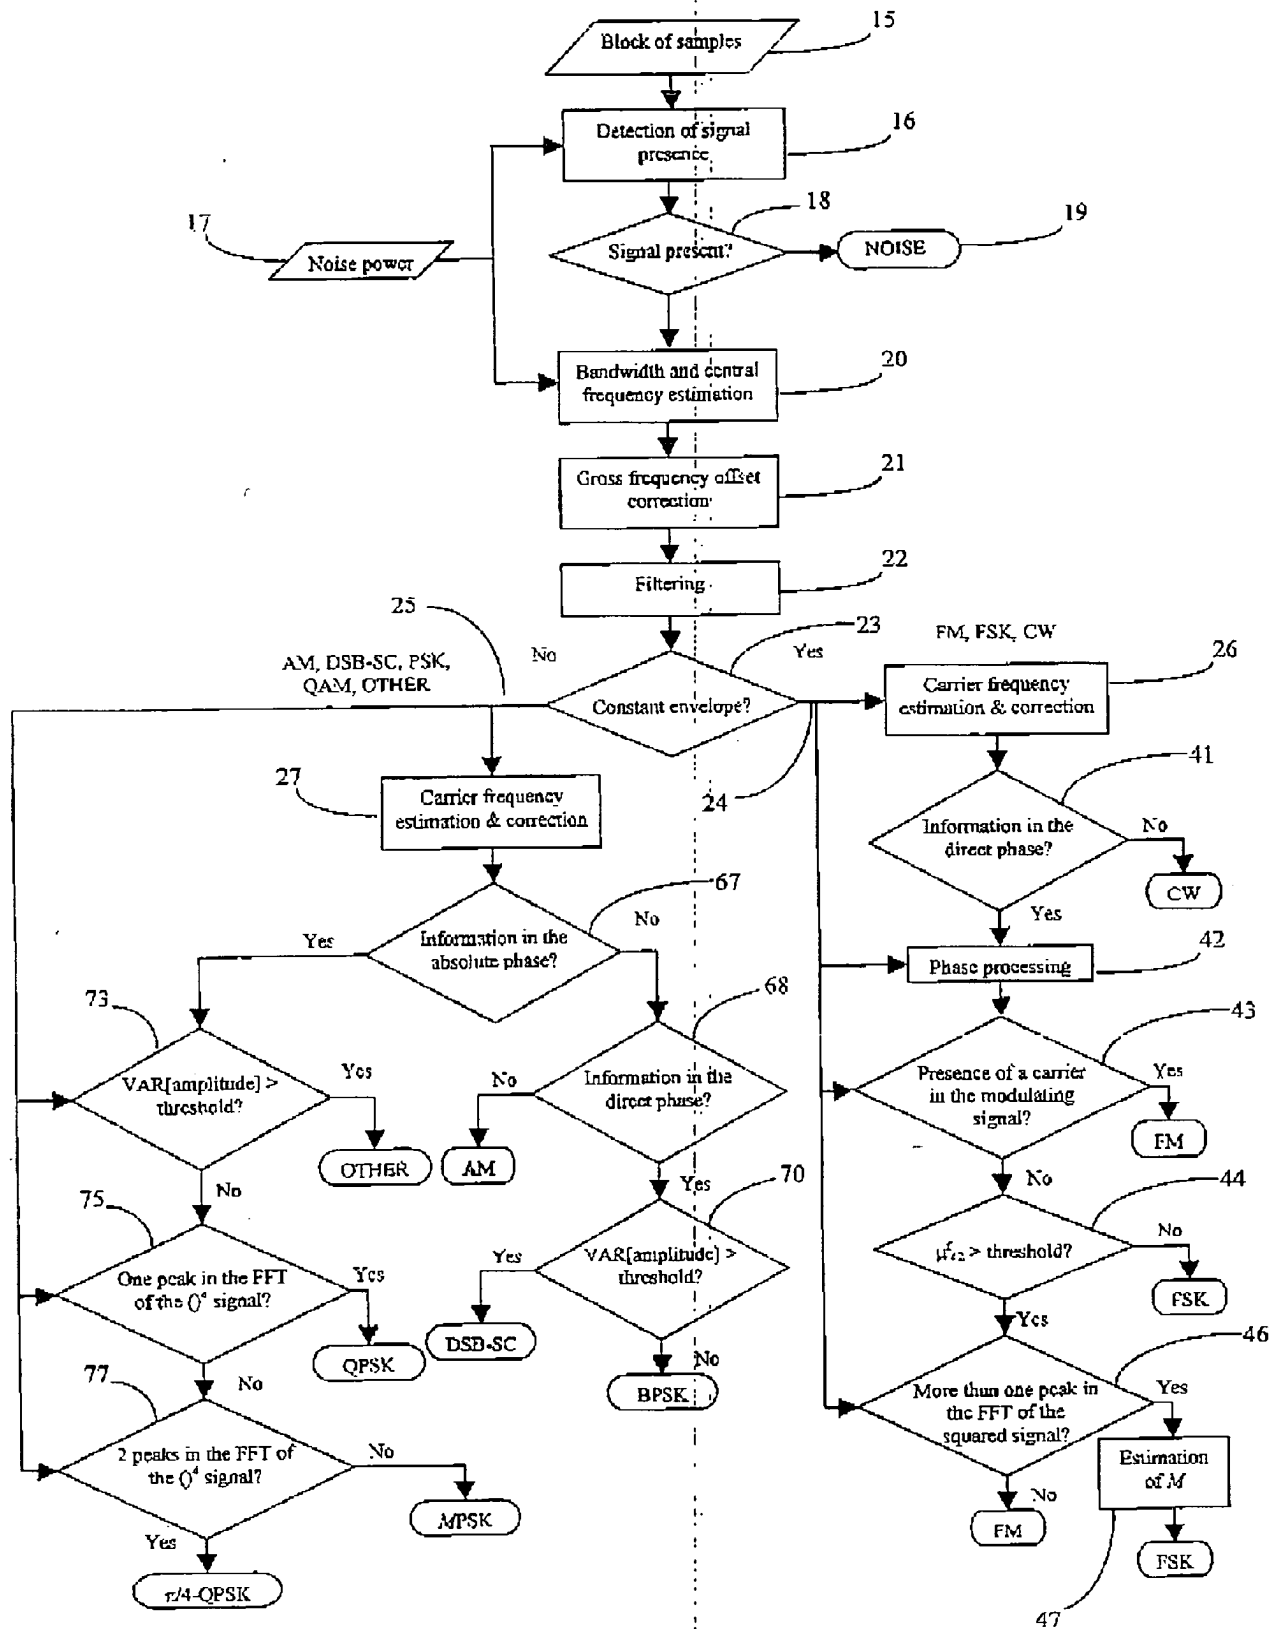 15
Block of samples
16
Detection of signal
presence
17
Noise power
18
Signal present?
19
NOISE
20
Bandwidth and central
frequency estimation
21
Gross frequency offset
correction
22
Filtering
25
23
No
Yes
AM, DSB-SC, PSK,
QAM, OTHER
FM, FSK, CW
Constant envelope?
24
26
Carrier frequency
estimation & correction
27
Carrier frequency
estimation & correction
41
Information in the
direct phase?
No
CW
Yes
67
Information in the
absolute phase?
Yes
No
42
Phase processing
73
VAR[amplitude] >
threshold?
Yes
OTHER
No
68
Information in the
direct phase?
No
AM
Yes
43
Presence of a carrier
in the modulating
signal?
Yes
FM
No
75
One peak in the FFT
of the ()⁴ signal?
Yes
QPSK
No
70
VAR[amplitude] >
threshold?
Yes
DSB-SC
No
BPSK
44
> threshold?
No
FSK
Yes
77
2 peaks in the FFT of
the ()⁴ signal?
No
MPSK
Yes
π/4-QPSK
46
More than one peak in
the FFT of the
squared signal?
Yes
No
FM
Estimation
of M
FSK
47